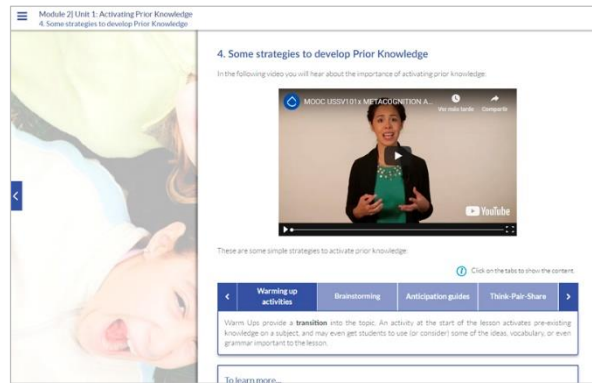 Module 2| Unit 1: Activating Prior Knowledge
4. Some strategies to develop Prior Knowledge
4. Some strategies to develop Prior Knowledge
In the following video you will hear about the importance of activating prior knowledge:
MOOC USSV101x METACOGNITION A...
Ver más tarde
Compartir
YouTube
These are some simple strategies to activate prior knowledge:
Click on the tabs to show the content.
Warming up activities
Brainstorming
Anticipation guides
Think-Pair-Share
Warm Ups provide a transition into the topic. An activity at the start of the lesson activates pre-existing
knowledge on a subject, and may even get students to use (or consider) some of the ideas, vocabulary, or even
grammar important to the lesson.
To learn more...